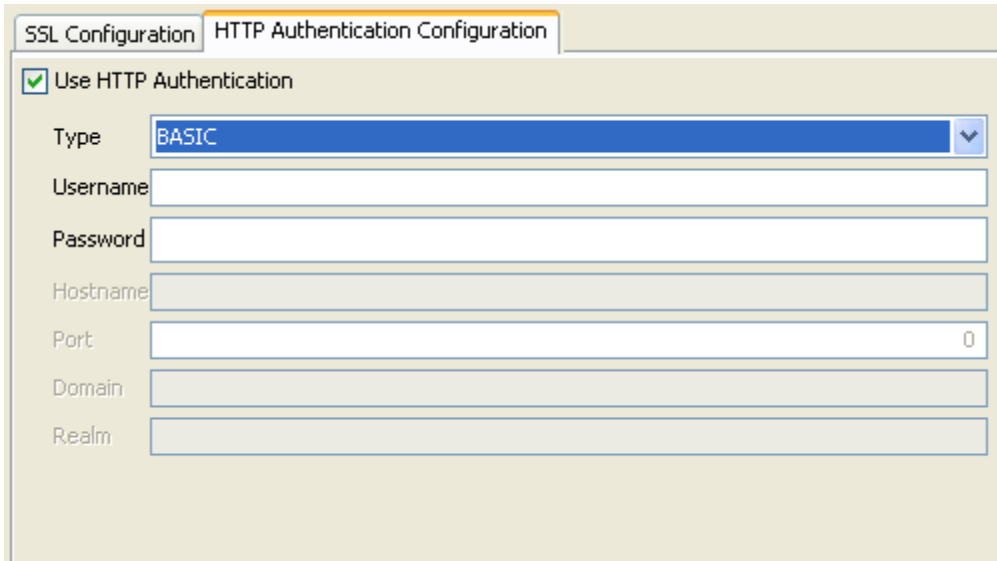 SSL Configuration HTTP Authentication Configuration
Use HTTP Authentication
Type BASIC
Username
Password
Hostname
Port 0
Domain
Realm